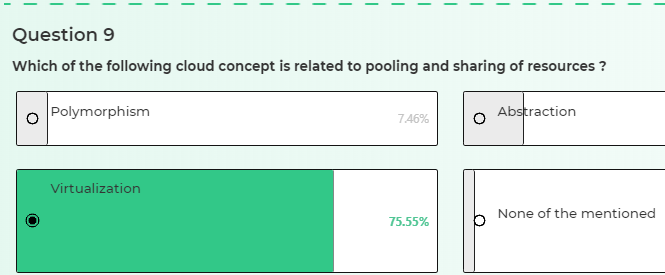 Question 9
Which of the following cloud concept is related to pooling and sharing of resources ?
Polymorphism
7.46%
Abstraction
Virtualization
75.55%
None of the mentioned